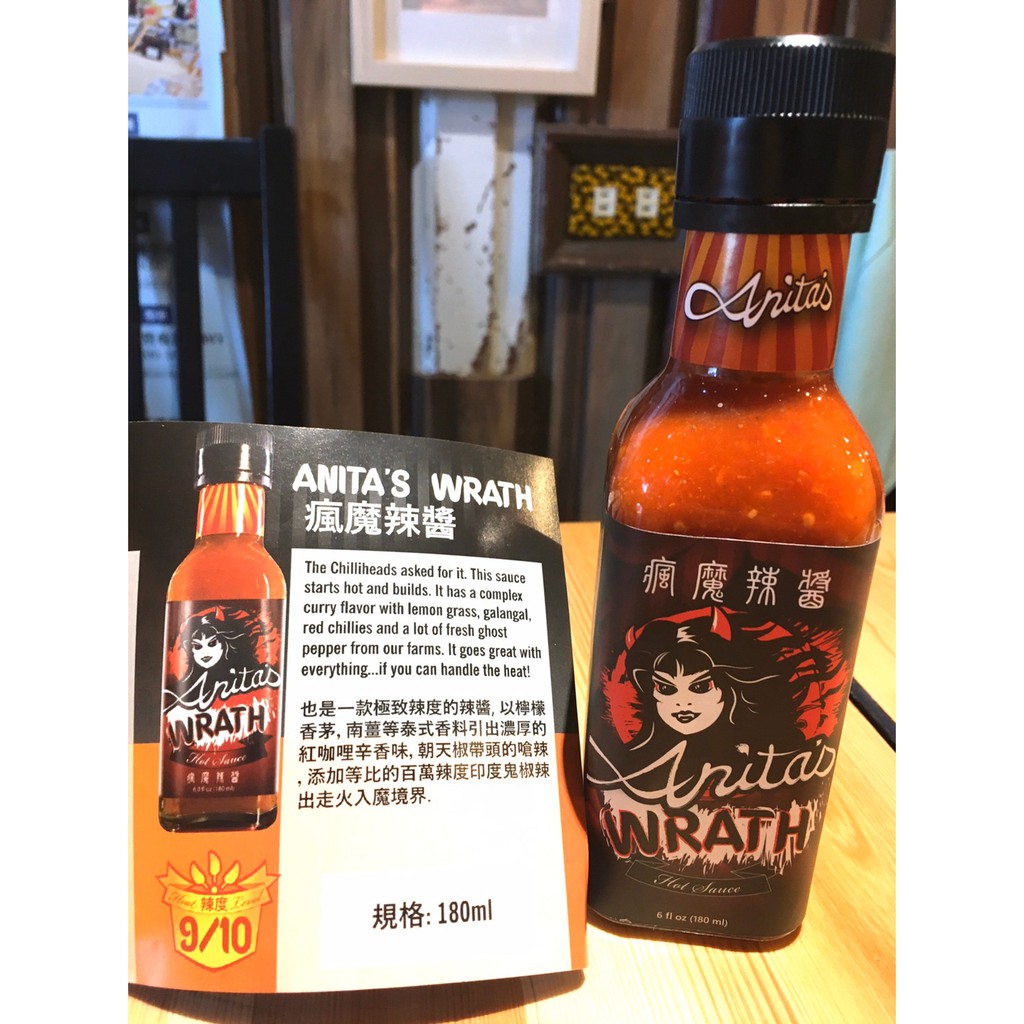 ANITA'S WRATH
瘋魔辣醬
The Chilliheads asked for it. This sauce
starts hot and builds. It has a complex
curry flavor with lemon grass, galangal,
red chillies and a lot of fresh ghost
pepper from our farms. It goes great with
everything...if you can handle the heat!
也是一款極致辣度的辣醬, 以檸檬
香茅, 南薑等泰式香料引出濃厚的
紅咖哩辛香味, 朝天椒帶頭的嗆辣
, 添加等比的百萬辣度印度鬼椒辣
出走火入魔境界.
規格: 180ml
Anita's
WRATH
Hot Sauce
瘋魔辣醬
6 fl oz (180 ml)
Heat 辣度 Level
9/10
Anita's
瘋魔辣醬
Anita's
WRATH
Hot Sauce
6 fl oz (180 ml)